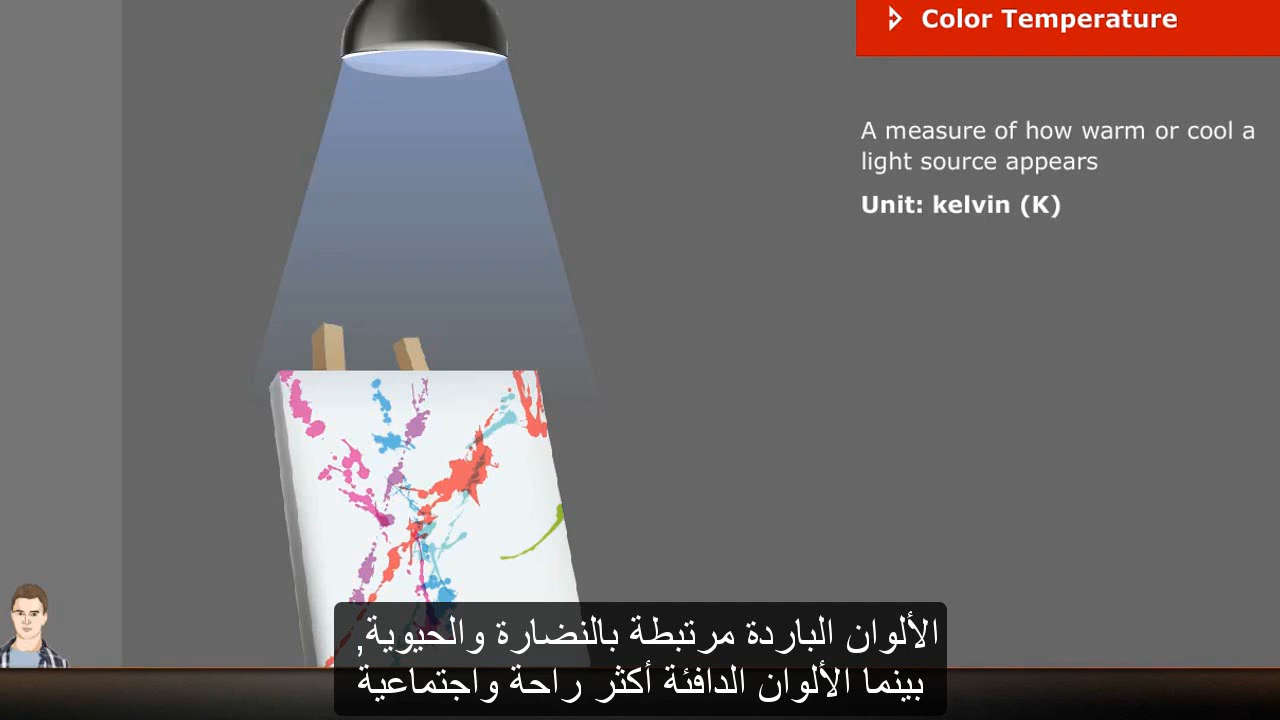 Color Temperature
A measure of how warm or cool a
light source appears
Unit: kelvin (K)
الألوان الباردة مرتبطة بالنضارة والحيوية,
بينما الألوان الدافئة أكثر راحة واجتماعية